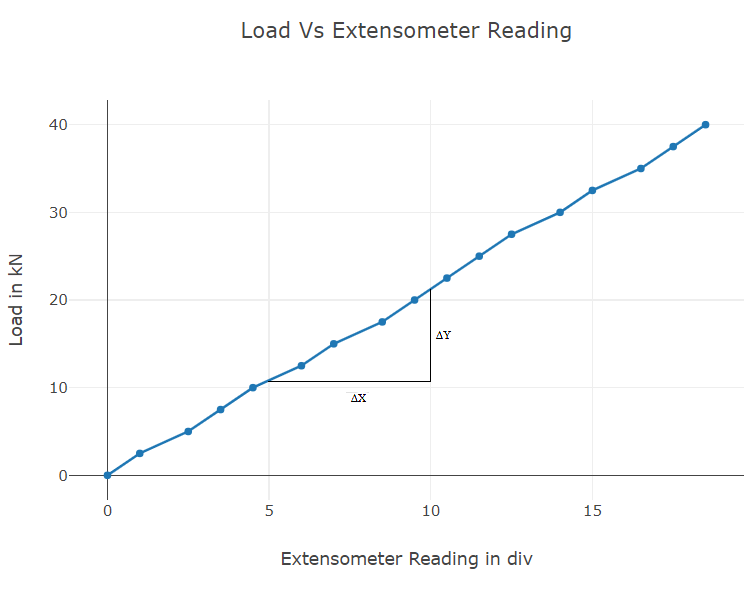 Load Vs Extensometer Reading
40
30
20
10
0
Load in kN
ΔY
ΔX
0 5 10 15
Extensometer Reading in div